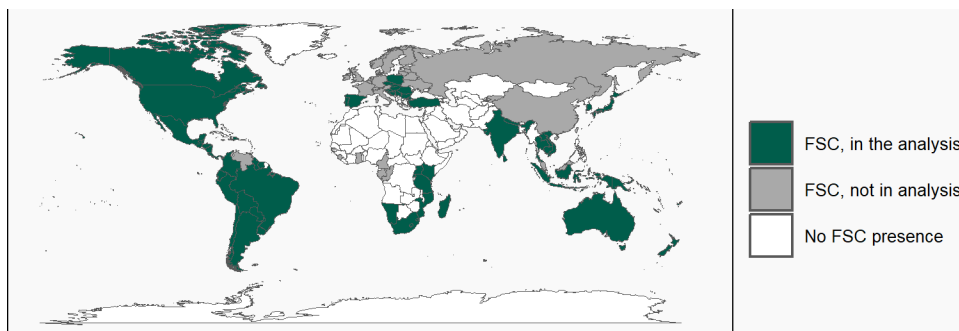 FSC, in the analysis
FSC, not in analysis
No FSC presence